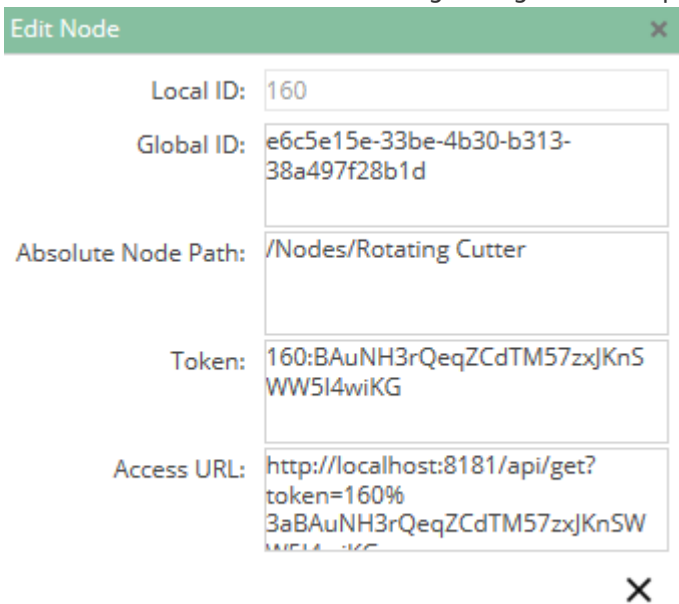 Edit Node
Local ID: 160
Global ID: e6c5e15e-33be-4b30-b313-
38a497f28b1d
Absolute Node Path: /Nodes/Rotating Cutter
Token: 160:BAuNH3rQeqZCdTM57zxJKnS
WW5I4wiKG
Access URL: http://localhost:8181/api/get?
token=160%
3aBAuNH3rQeqZCdTM57zxJKnSW